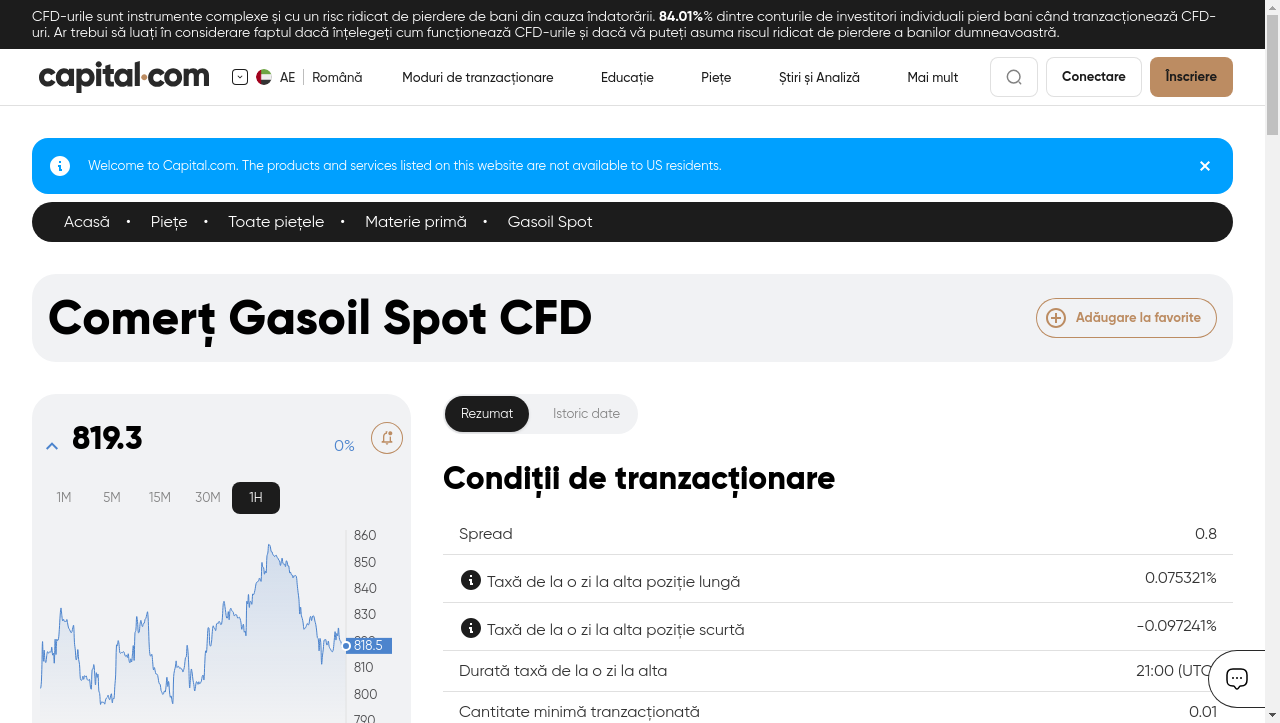 CFD-urile sunt instrumente complexe și cu un risc ridicat de pierdere de bani din cauza îndatorării. 84.01%% dintre conturile de investitori individuali pierd bani când tranzacționează CFD-
uri. Ar trebui să luați în considerare faptul dacă înțelegeți cum funcționează CFD-urile și dacă vă puteți asuma riscul ridicat de pierdere a banilor dumneavoastră.
capital.com
AE Română Moduri de tranzacționare Educație Piețe Știri și Analiză Mai mult Conectare Înscriere
Welcome to Capital.com. The products and services listed on this website are not available to US residents.
Acasă • Piețe • Toate piețele • Materie primă • Gasoil Spot
Comerț Gasoil Spot CFD
Adăugare la favorite
819.3
0%
1M 5M 15M 30M 1H
860
850
840
830
818.5
810
800
790
Rezumat Istoric date
Condiții de tranzacționare
Spread 0.8
Taxă de la o zi la alta poziție lungă 0.075321%
Taxă de la o zi la alta poziție scurtă -0.097241%
Durată taxă de la o zi la alta 21:00 (UTC
Cantitate minimă tranzacționată 0.01